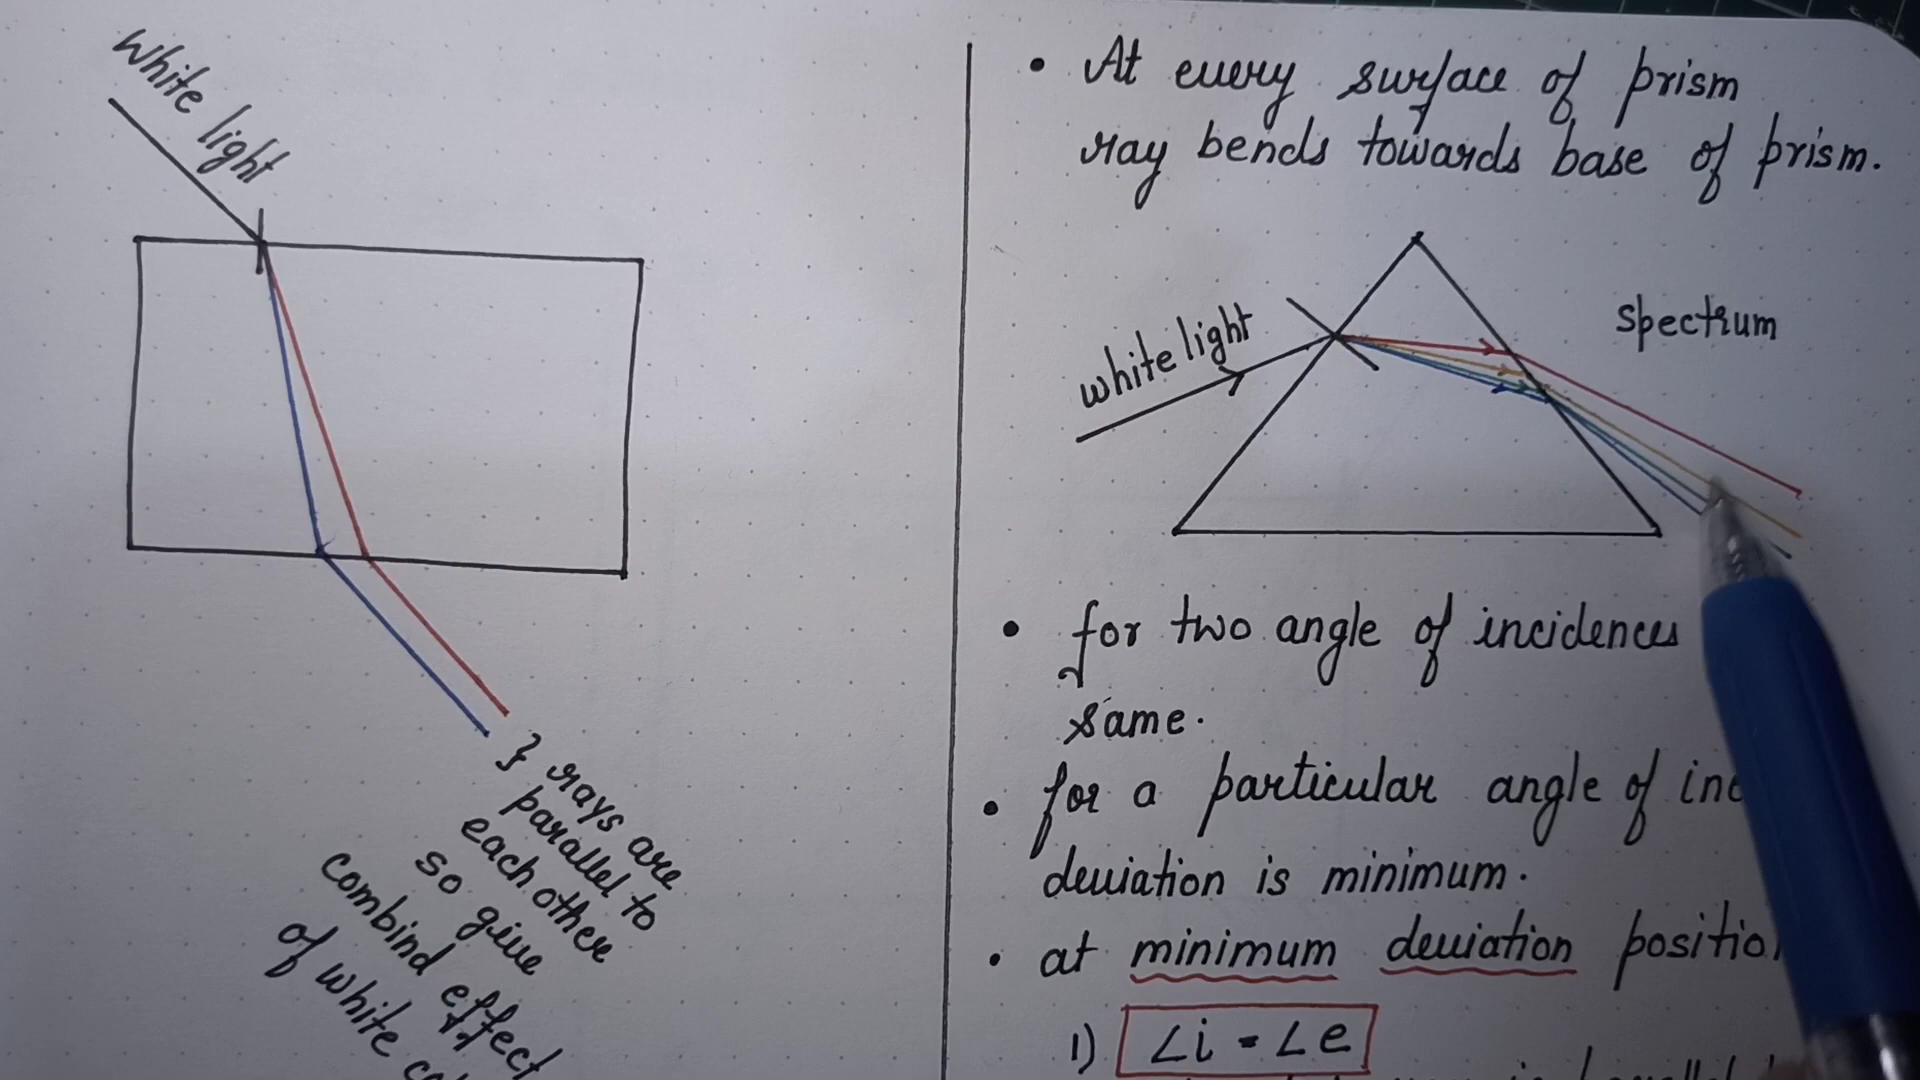 white light
} rays are
parallel to
each other
so give
combind effect
of white
• At every surface of prism
ray bends towards base of prism.
white light
spectrum
• for two angle of incidences
same.
• for a particular angle of
deviation is minimum.
• at minimum deviation position
1) ∠i = ∠e